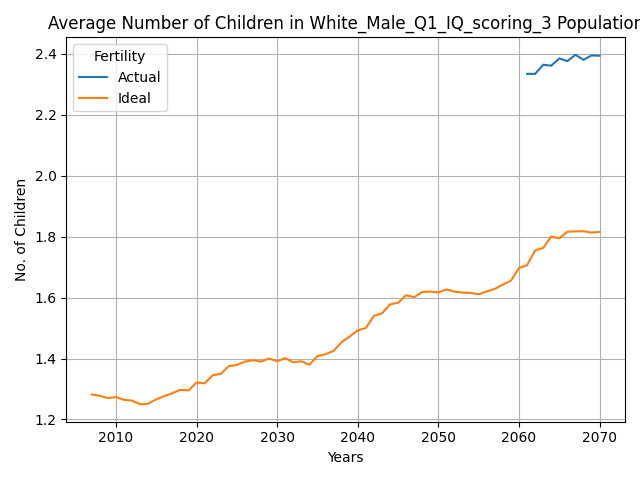 Average Number of Children in White_Male_Q1_IQ_scoring_3 Population
Fertility
Actual
Ideal
2.4
2.2
2.0
1.8
1.6
1.4
1.2
No. of Children
2010 2020 2030 2040 2050 2060 2070
Years